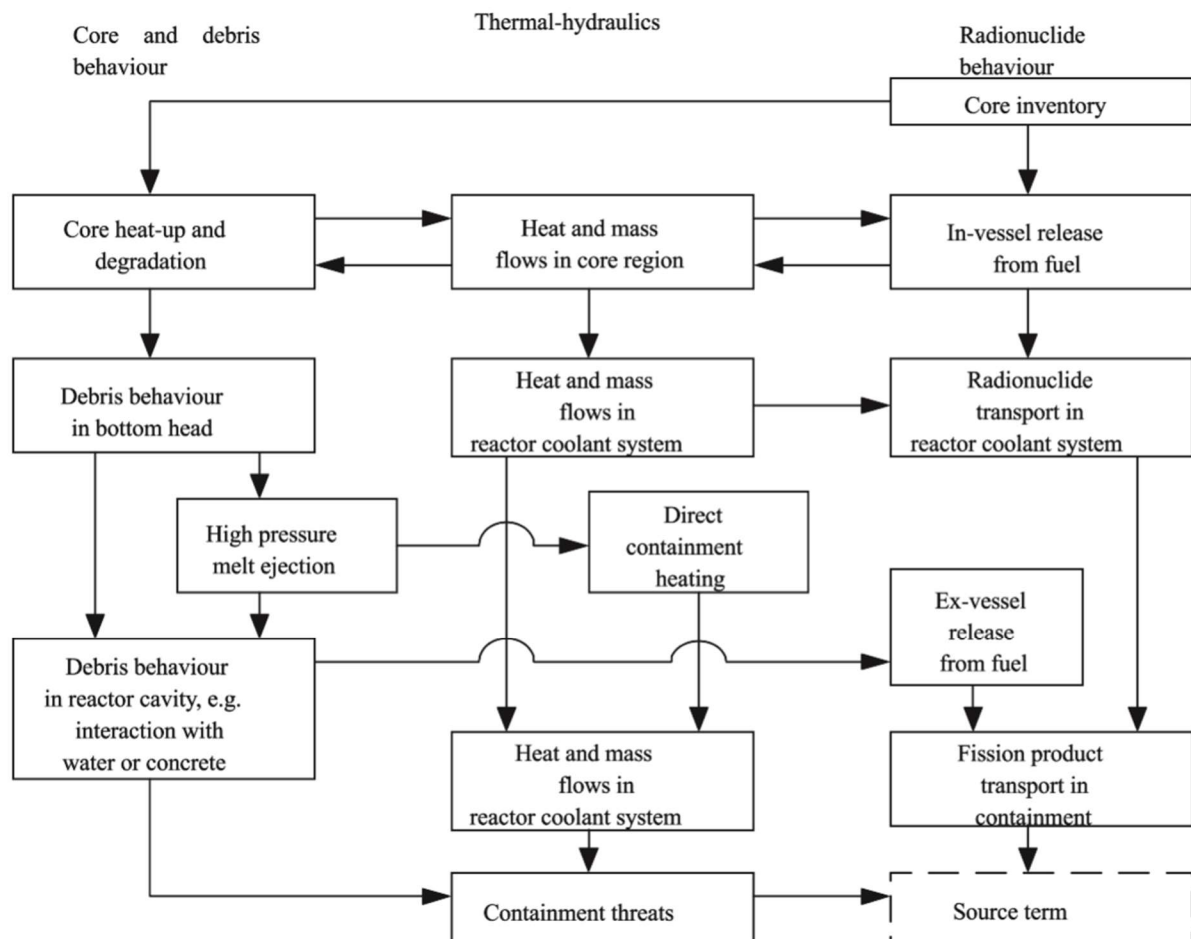 Thermal-hydraulics
Core and debris
behaviour
Radionuclide
behaviour
Core inventory
Core heat-up and
degradation
Heat and mass
flows in core region
In-vessel release
from fuel
Debris behaviour
in bottom head
Heat and mass
flows in
reactor coolant system
Radionuclide
transport in
reactor coolant system
High pressure
melt ejection
Direct
containment
heating
Ex-vessel
release
from fuel
Debris behaviour
in reactor cavity, e.g.
interaction with
water or concrete
Heat and mass
flows in
reactor coolant system
Fission product
transport in
containment
Containment threats
Source term